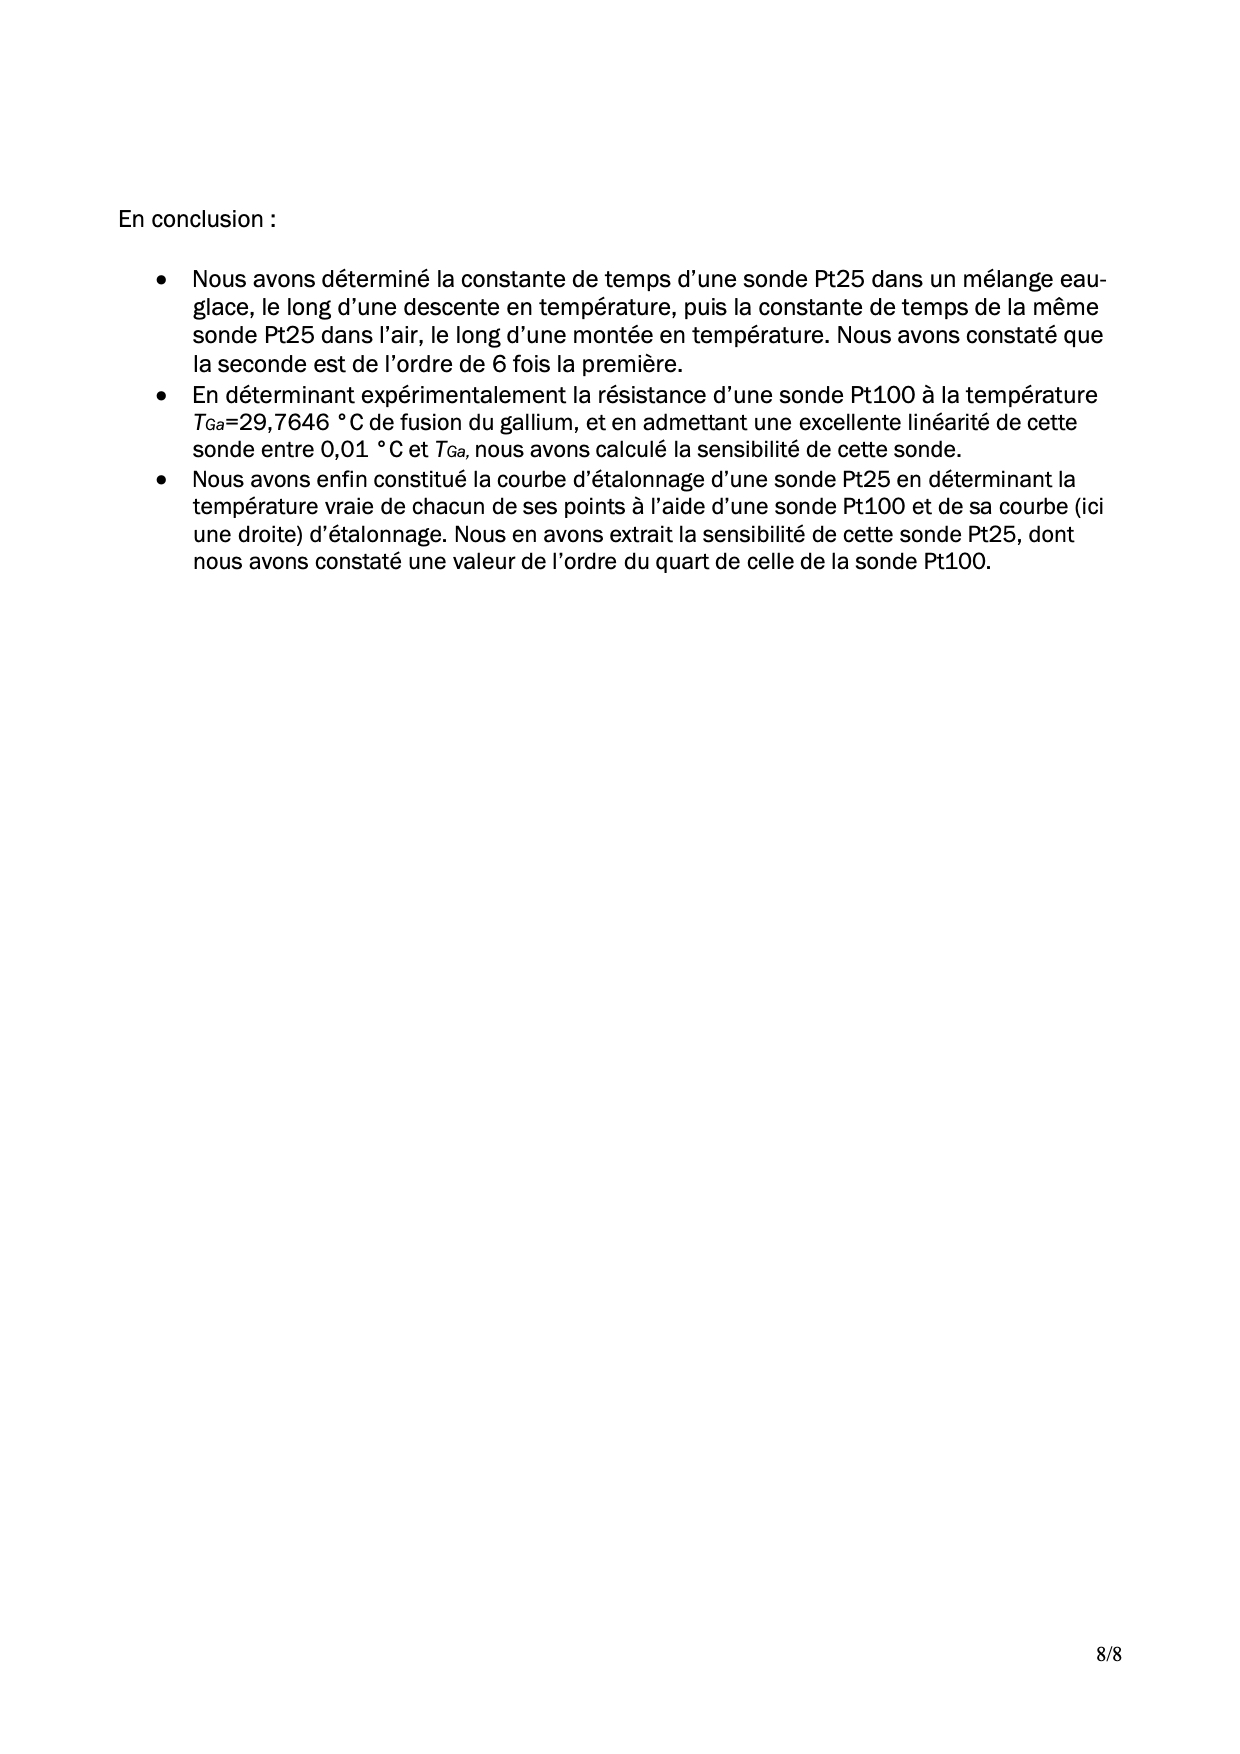 En conclusion :
• Nous avons déterminé la constante de temps d’une sonde Pt25 dans un mélange eau-
glace, le long d’une descente en température, puis la constante de temps de la même
sonde Pt25 dans l’air, le long d’une montée en température. Nous avons constaté que
la seconde est de l’ordre de 6 fois la première.
• En déterminant expérimentalement la résistance d’une sonde Pt100 à la température
TGa=29,7646 °C de fusion du gallium, et en admettant une excellente linéarité de cette
sonde entre 0,01 °C et TGa, nous avons calculé la sensibilité de cette sonde.
• Nous avons enfin constitué la courbe d’étalonnage d’une sonde Pt25 en déterminant la
température vraie de chacun de ses points à l’aide d’une sonde Pt100 et de sa courbe (ici
une droite) d’étalonnage. Nous en avons extrait la sensibilité de cette sonde Pt25, dont
nous avons constaté une valeur de l’ordre du quart de celle de la sonde Pt100.
8/8